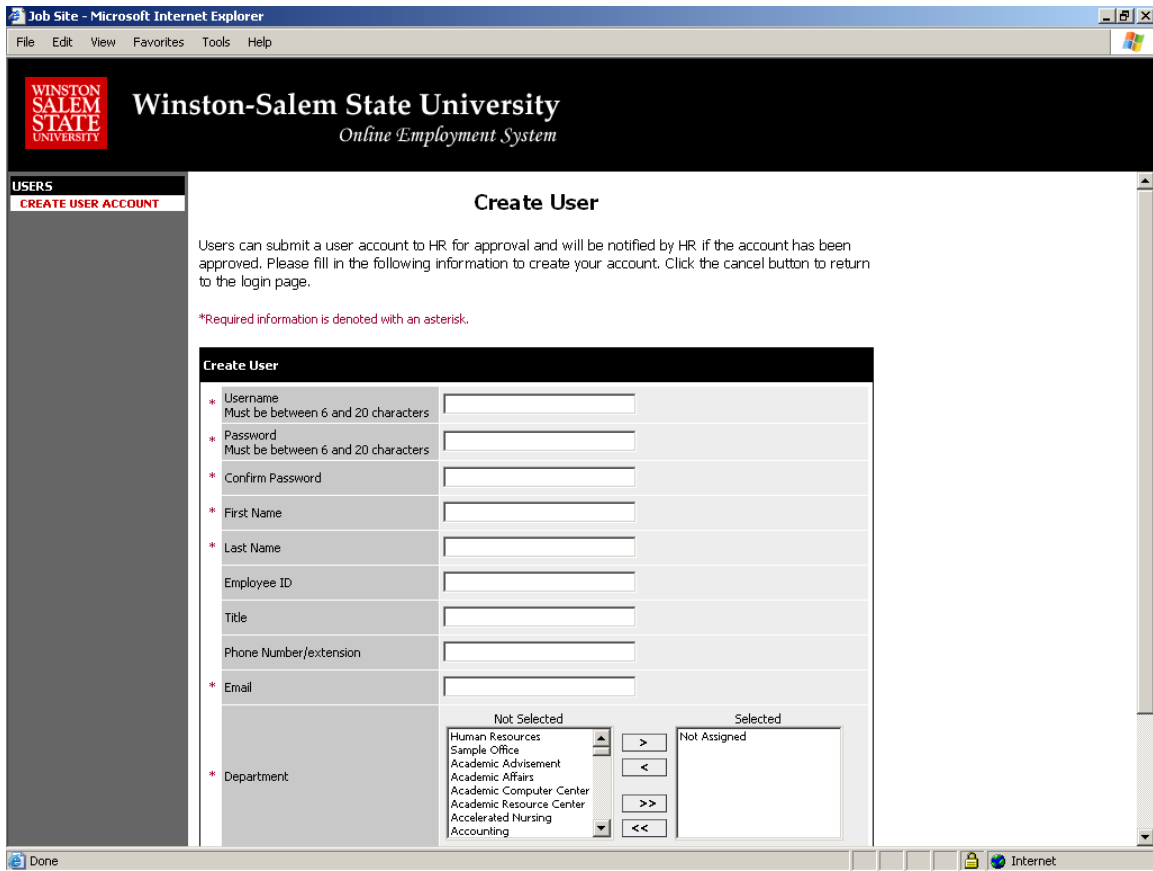 Job Site - Microsoft Internet Explorer
File Edit View Favorites Tools Help
WINSTON
SALEM
STATE
UNIVERSITY
Winston-Salem State University
Online Employment System
USERS
CREATE USER ACCOUNT
Create User
Users can submit a user account to HR for approval and will be notified by HR if the account has been
approved. Please fill in the following information to create your account. Click the cancel button to return
to the login page.
*Required information is denoted with an asterisk.
Create User
* Username
Must be between 6 and 20 characters
* Password
Must be between 6 and 20 characters
* Confirm Password
* First Name
* Last Name
Employee ID
Title
Phone Number/extension
* Email
* Department
Not Selected
Human Resources
Sample Office
Academic Advisement
Academic Affairs
Academic Computer Center
Academic Resource Center
Accelerated Nursing
Accounting
>
<
>>
<<
Selected
Not Assigned
Done
Internet